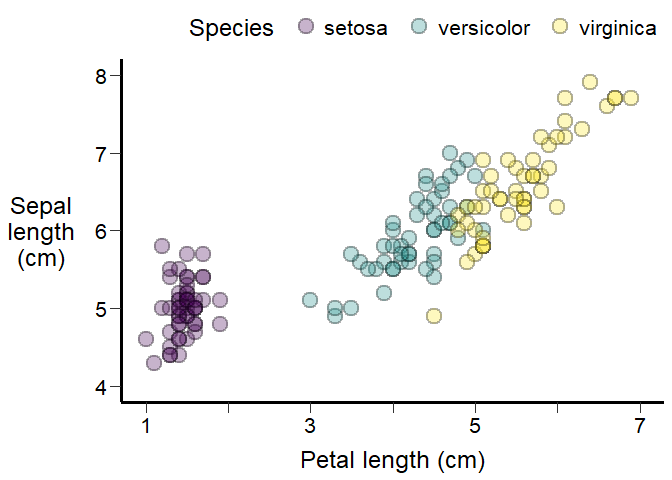 Species setosa versicolor virginica
8
7
6
5
4
Sepal
length
(cm)
1 3 5 7
Petal length (cm)